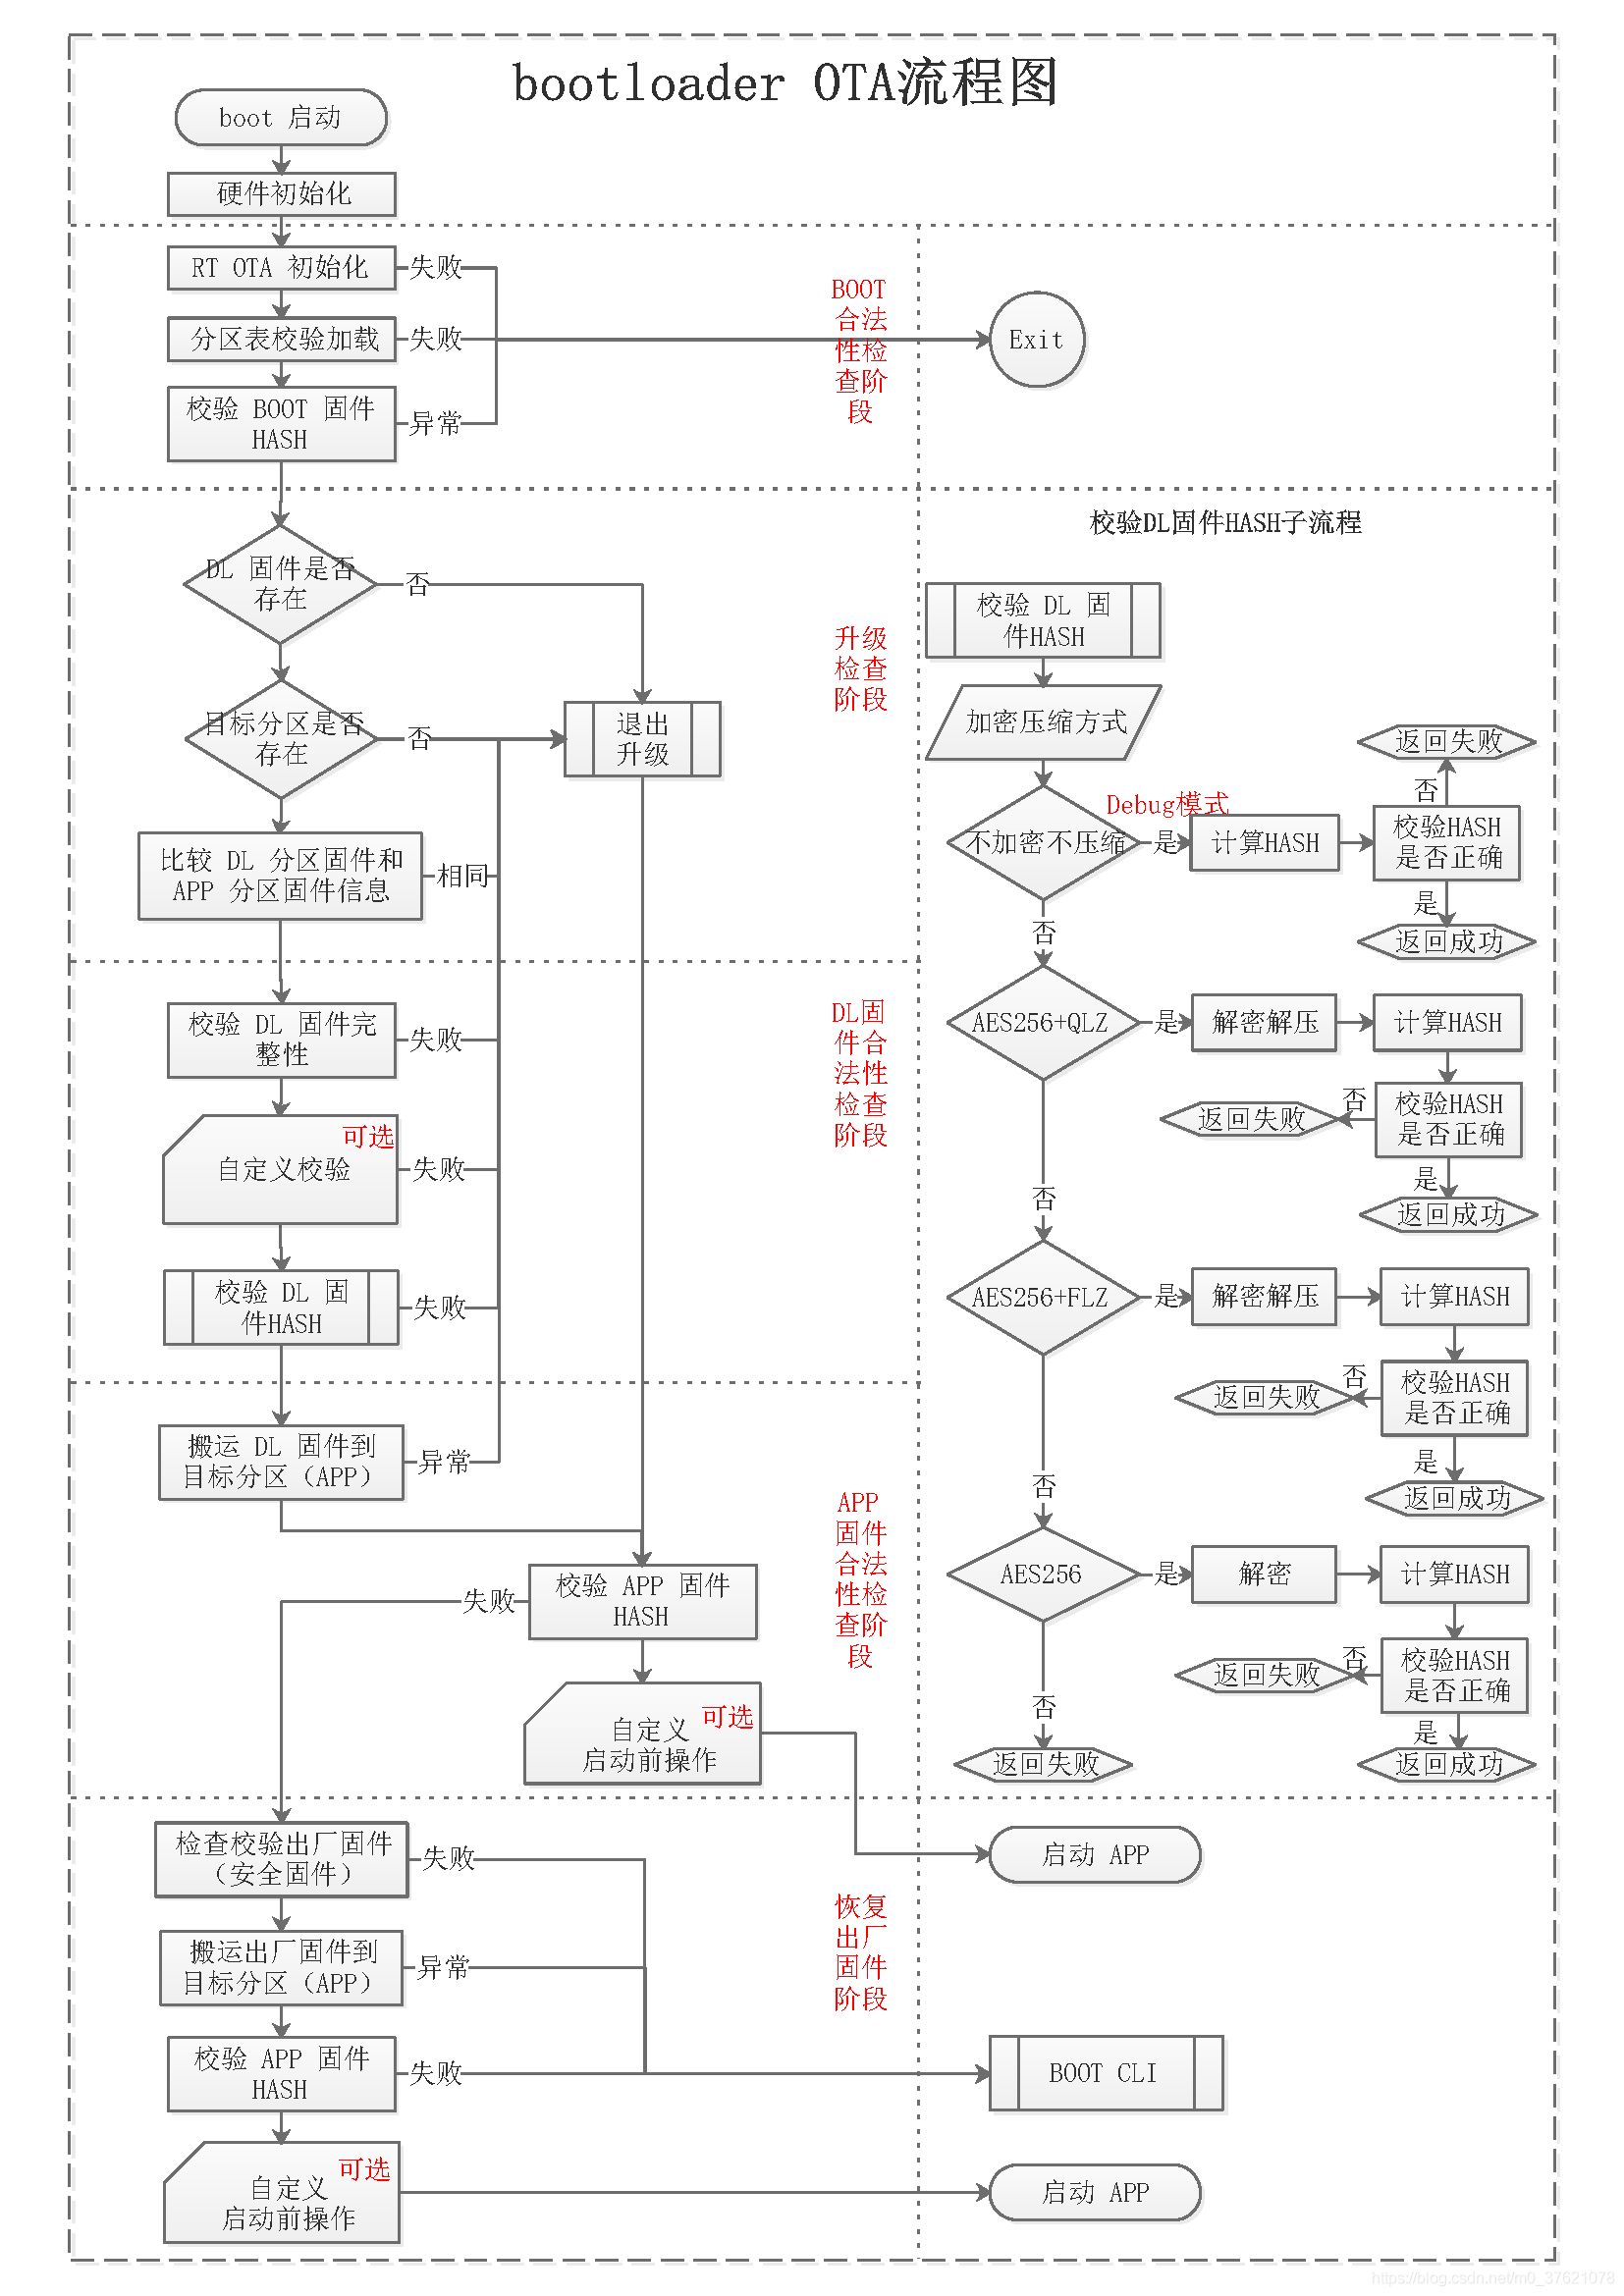 bootloader OTA流程图
boot 启动
硬件初始化
RT OTA 初始化
失败
分区表校验加载
失败
校验 BOOT 固件
HASH
异常
BOOT
合法
性检
查阶
段
Exit
DL 固件是否
存在
否
目标分区是否
存在
否
退出
升级
比较 DL 分区固件和
APP 分区固件信息
相同
升级
检查
阶段
校验 DL 固件完
整性
失败
可选
自定义校验
失败
校验 DL 固
件HASH
失败
DL固
件合
法性
检查
阶段
搬运 DL 固件到
目标分区（APP）
异常
校验 APP 固件
HASH
失败
可选
自定义
启动前操作
APP
固件
合法
性检
查阶
段
检查校验出厂固件
（安全固件）
失败
搬运出厂固件到
目标分区（APP）
异常
校验 APP 固件
HASH
失败
可选
自定义
启动前操作
恢复
出厂
固件
阶段
启动 APP
BOOT CLI
启动 APP
校验DL固件HASH子流程
校验 DL 固
件HASH
加密压缩方式
不加密不压缩
Debug模式
是
计算HASH
校验HASH
是否正确
否
返回失败
是
返回成功
否
AES256+QLZ
是
解密解压
计算HASH
校验HASH
是否正确
否
返回失败
是
返回成功
否
AES256+FLZ
是
解密解压
计算HASH
校验HASH
是否正确
否
返回失败
是
返回成功
否
AES256
是
解密
计算HASH
校验HASH
是否正确
否
返回失败
是
返回成功
否
返回失败
https://blog.csdn.net/m0_37621078